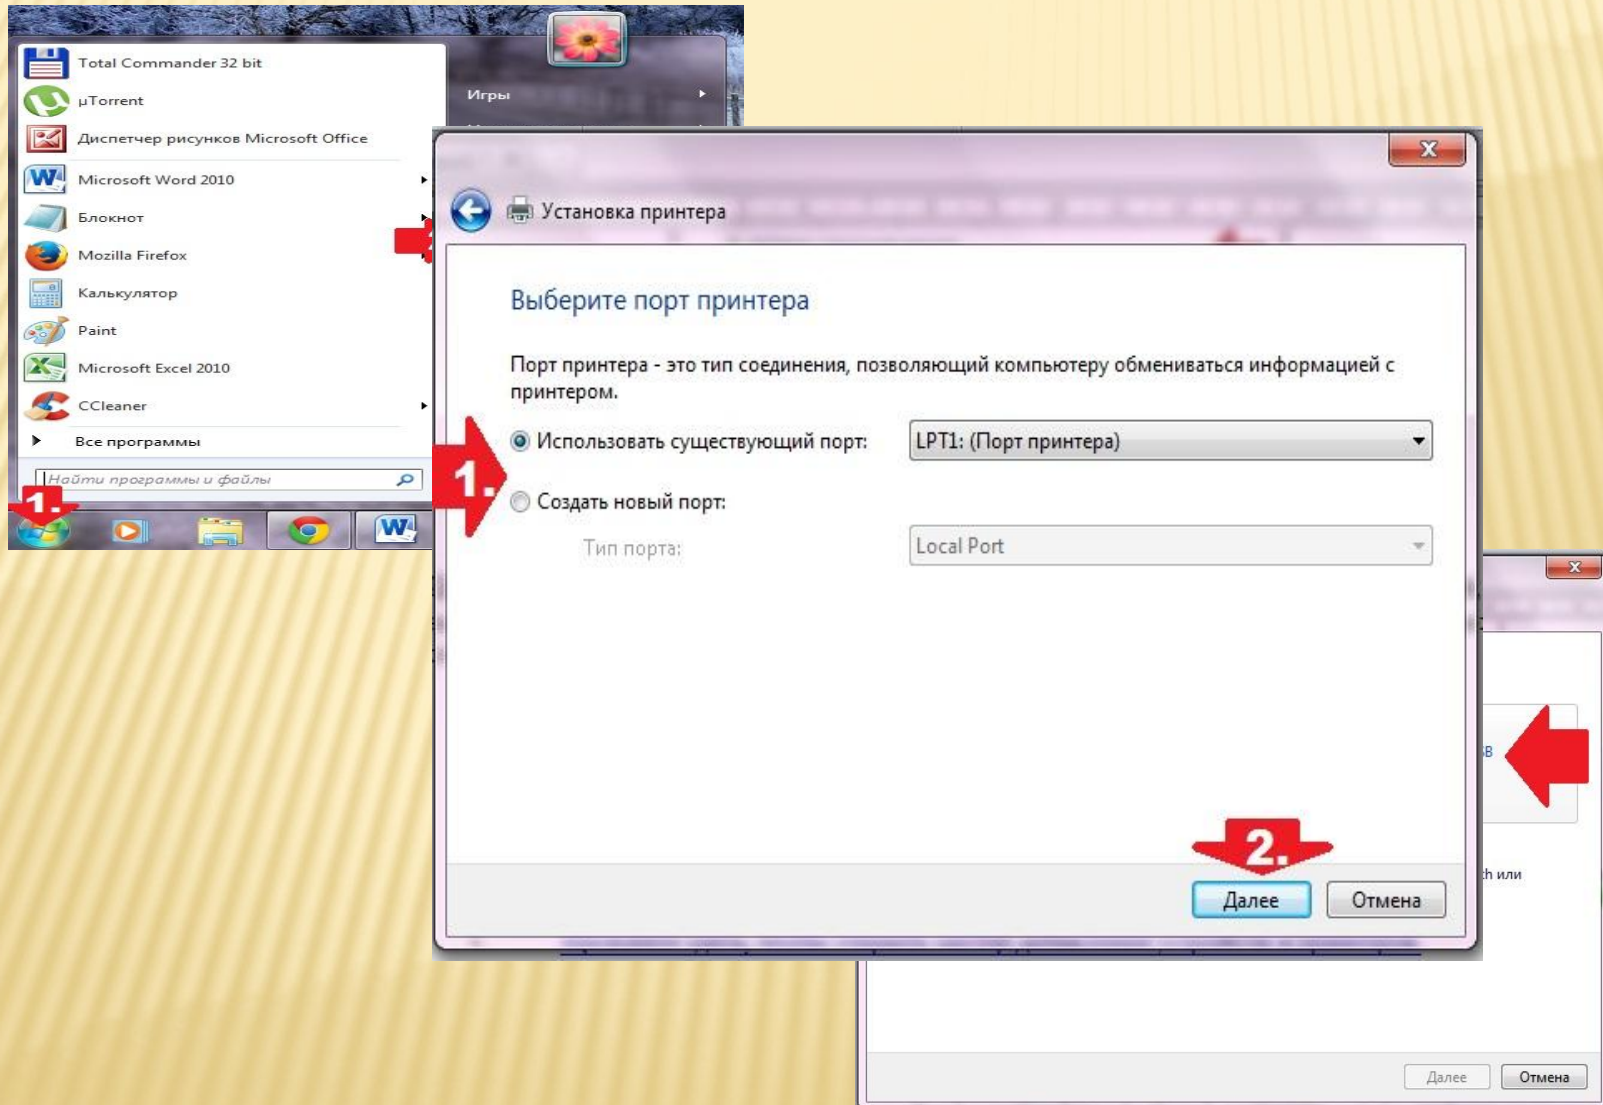 Total Commander 32 bit
µTorrent
Диспетчер рисунков Microsoft Office
Microsoft Word 2010
Блокнот
Mozilla Firefox
Калькулятор
Paint
Microsoft Excel 2010
CCleaner
Все программы
Найти программы и файлы
1.
Игры
Установка принтера
Выберите порт принтера
Порт принтера - это тип соединения, позволяющий компьютеру обмениваться информацией с
принтером.
1.
Использовать существующий порт: LPT1: (Порт принтера)
Создать новый порт:
Тип порта: Local Port
2.
Далее Отмена
или
Далее Отмена